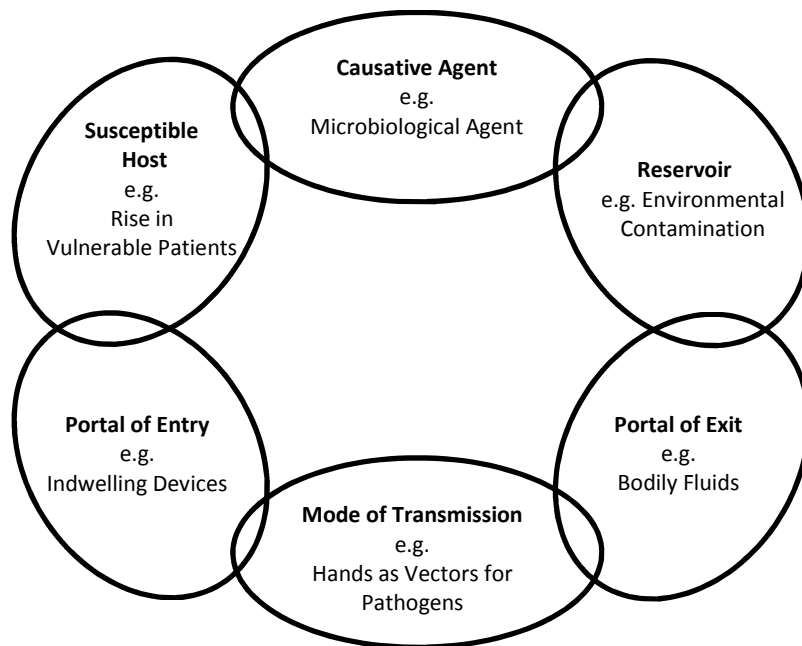 Causative Agent
e.g.
Microbiological Agent
Reservoir
e.g. Environmental
Contamination
Portal of Exit
e.g.
Bodily Fluids
Mode of Transmission
e.g.
Hands as Vectors for
Pathogens
Portal of Entry
e.g.
Indwelling Devices
Susceptible
Host
e.g.
Rise in
Vulnerable Patients